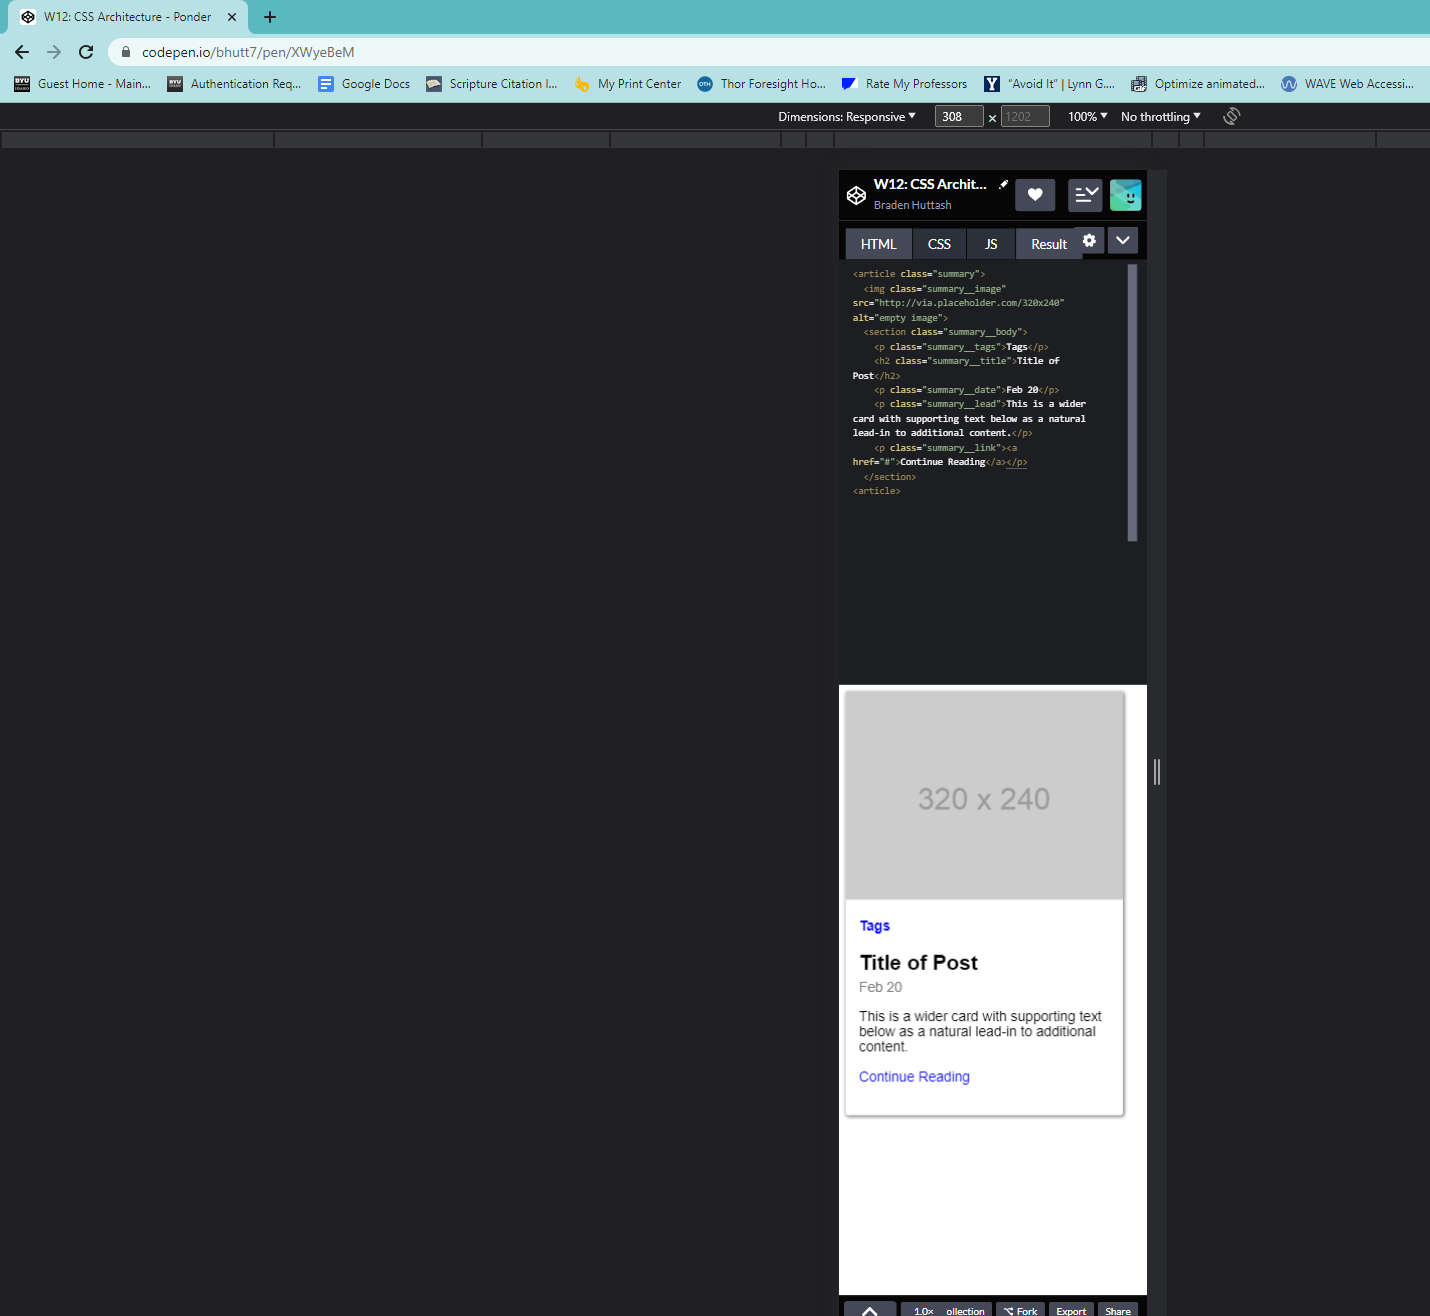 W12: CSS Architecture - Ponder
codepen.io/bhutt7/pen/XWyeBeM
BYU IDAHO Guest Home - Main... Authentication Req... Google Docs Scripture Citation I... My Print Center OTH Thor Foresight Ho... Rate My Professors Y “Avoid It” | Lynn G.... Optimize animated... WAVE Web Accessi...
Dimensions: Responsive 308 x 1202 100% No throttling
W12: CSS Archit...
Braden Huttash
HTML CSS JS Result
<article class="summary">
<img class="summary__image"
src="http://via.placeholder.com/320x240"
alt="empty image">
<section class="summary__body">
<p class="summary__tags">Tags</p>
<h2 class="summary__title">Title of
Post</h2>
<p class="summary__date">Feb 20</p>
<p class="summary__lead">This is a wider
card with supporting text below as a natural
lead-in to additional content.</p>
<p class="summary__link"><a
href="#">Continue Reading</a></p>
</section>
<article>
320 x 240
Tags
Title of Post
Feb 20
This is a wider card with supporting text
below as a natural lead-in to additional
content.
Continue Reading
1.0× ollection Fork Export Share